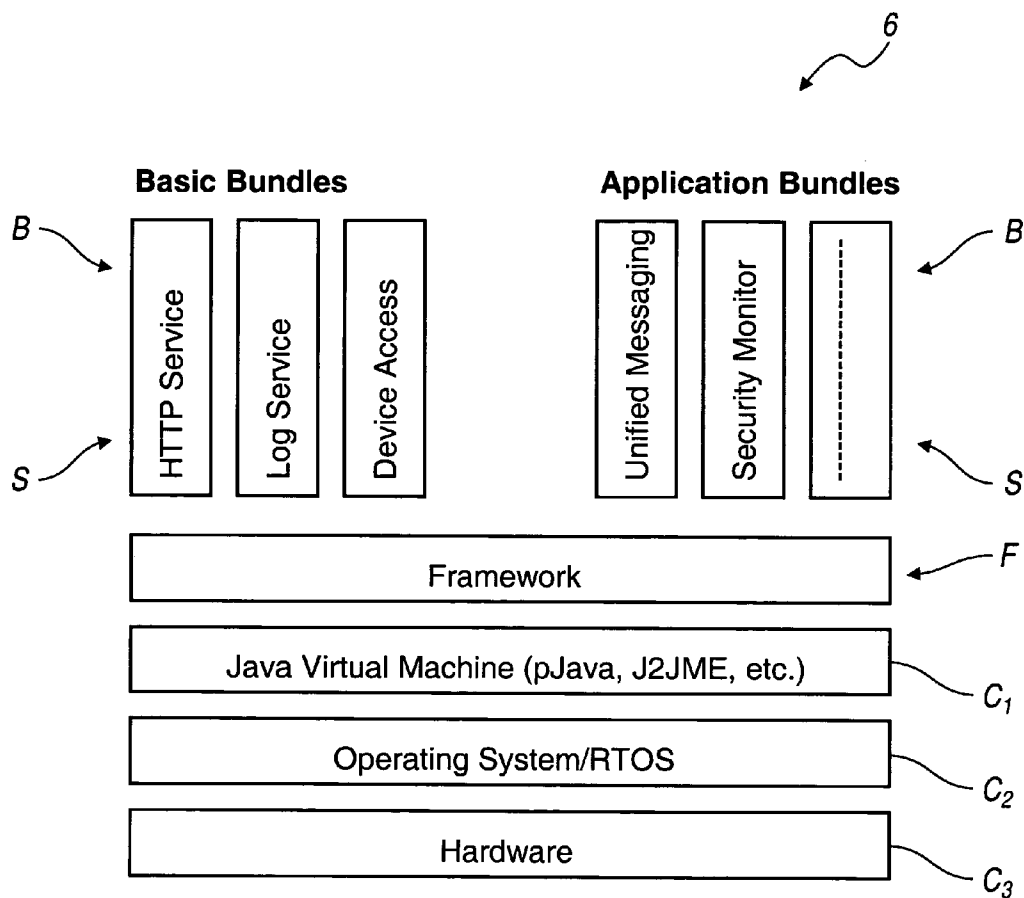 6
Basic Bundles
Application Bundles
B
B
HTTP Service
Log Service
Device Access
Unified Messaging
Security Monitor
S
S
Framework
F
Java Virtual Machine (pJava, J2JME, etc.)
C1
Operating System/RTOS
C2
Hardware
C3